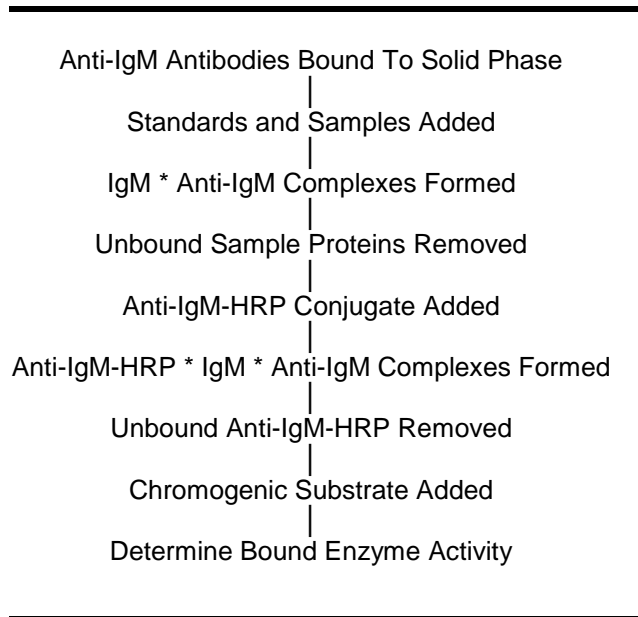 Anti-IgM Antibodies Bound To Solid Phase
Standards and Samples Added
IgM * Anti-IgM Complexes Formed
Unbound Sample Proteins Removed
Anti-IgM-HRP Conjugate Added
Anti-IgM-HRP * IgM * Anti-IgM Complexes Formed
Unbound Anti-IgM-HRP Removed
Chromogenic Substrate Added
Determine Bound Enzyme Activity